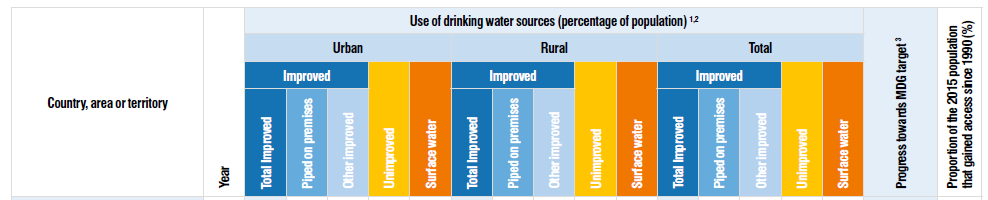 Use of drinking water sources (percentage of population) 1,2
Urban
Rural
Total
Improved
Improved
Improved
Country, area or territory
Year
Total Improved
Piped on premises
Other improved
Unimproved
Surface water
Total Improved
Piped on premises
Other improved
Unimproved
Surface water
Total Improved
Piped on premises
Other improved
Unimproved
Surface water
Progress towards MDG target 3
Proportion of the 2015 population
that gained access since 1990 (%)